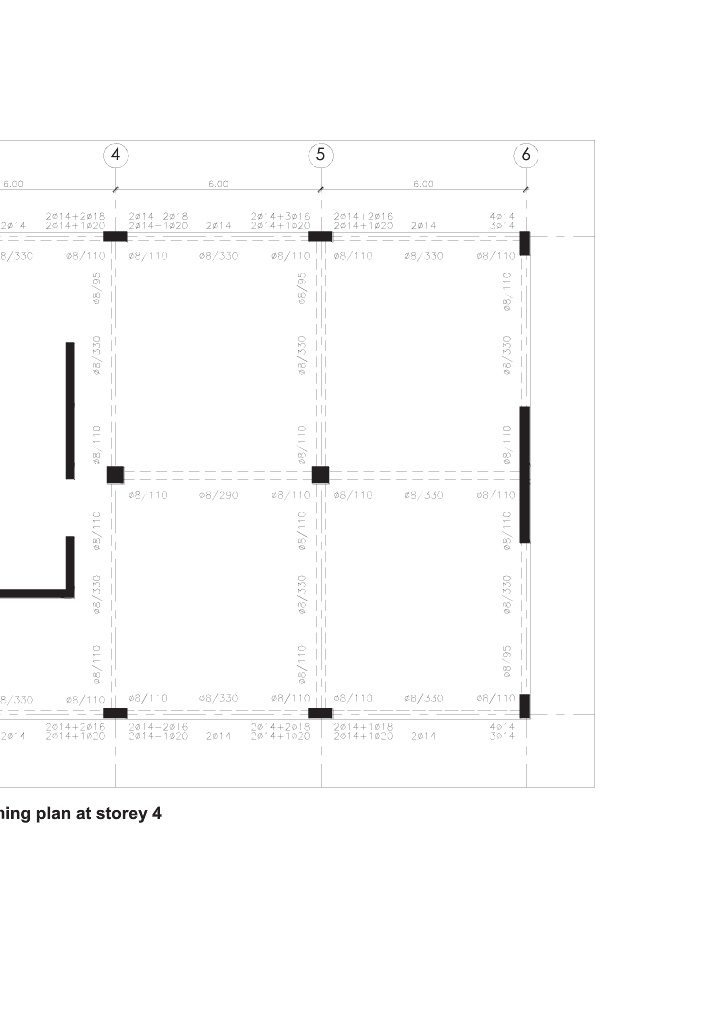 4 5 6
6.00 6.00 6.00
2ø14+2ø18 2ø14 2ø18 2ø14+3ø16 2ø14+2ø16 4ø14
2ø14 2ø14+1ø20 2ø14-1ø20 2ø14 2ø14+1ø20 2ø14+1ø20 2ø14 3ø14
8/330 ø8/110 ø8/110 ø8/330 ø8/110 ø8/110 ø8/330 ø8/110
ø8/95 ø8/95 ø8/110
ø8/330 ø8/330 ø8/330
ø8/110 ø8/110 ø8/110
ø8/110 ø8/290 ø8/110 ø8/110 ø8/330 ø8/110
ø8/110 ø8/110 ø8/110
ø8/330 ø8/330 ø8/330
ø8/110 ø8/110 ø8/95
8/330 ø8/110 ø8/110 ø8/330 ø8/110 ø8/110 ø8/330 ø8/110
2ø14+2ø16 2ø14-2ø16 2ø14+2ø18 2ø14+1ø18 4ø14
2ø14 2ø14+1ø20 2ø14-1ø20 2ø14 2ø14+1ø20 2ø14+1ø20 2ø14 3ø14
ning plan at storey 4